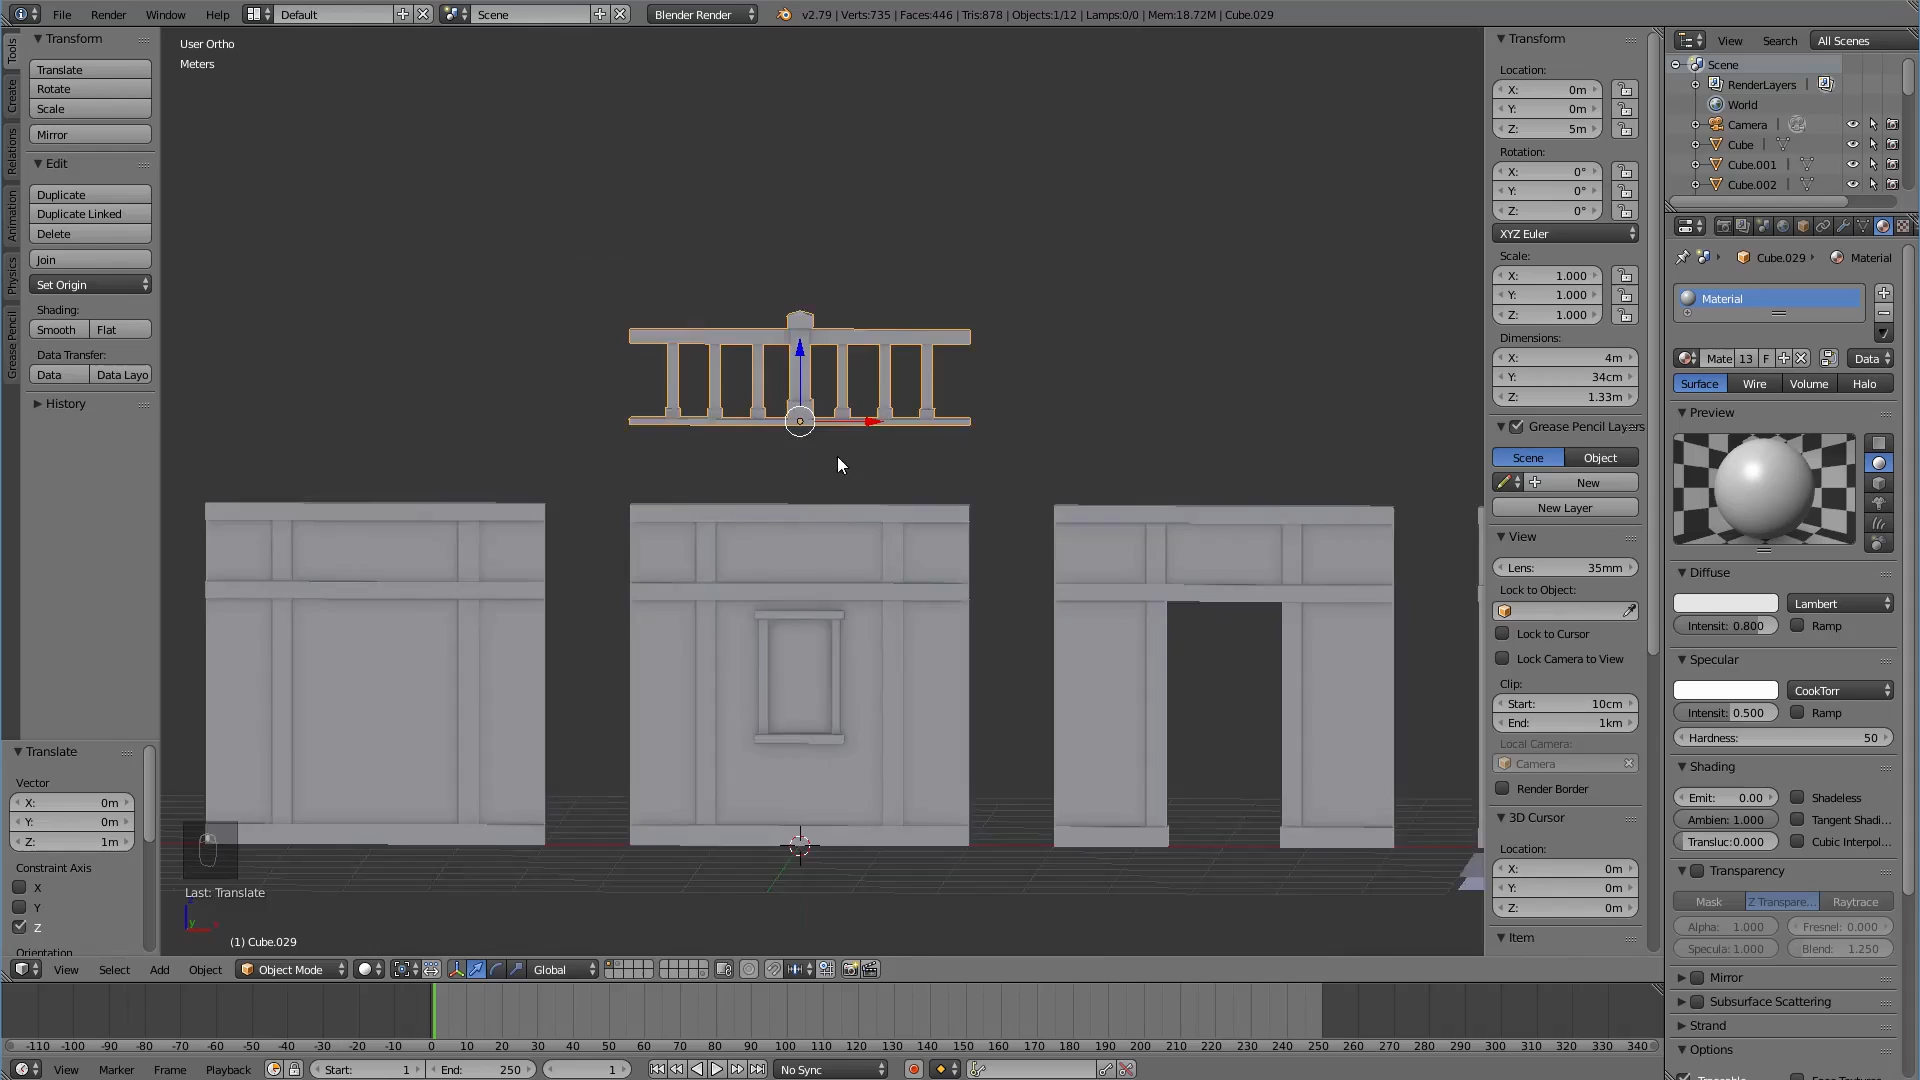 File Render Window Help Default Scene Blender Render v2.79 | Verts:735 | Faces:446 | Tris:878 | Objects:1/12 | Lamps:0/0 | Mem:18.72M | Cube.029
Tools
Create
Relations
Animation
Physics
Grease Pencil
Transform
Translate
Rotate
Scale
Mirror
Edit
Duplicate
Duplicate Linked
Delete
Join
Set Origin
Shading:
Smooth Flat
Data Transfer:
Data Data Layo
History
Translate
Vector
X: 0m
Y: 0m
Z: 1m
Constraint Axis
X
Y
Z
Orientation
User Ortho
Meters
Last: Translate
(1) Cube.029
Transform
Location:
X: 0m
Y: 0m
Z: 5m
Rotation:
X: 0°
Y: 0°
Z: 0°
XYZ Euler
Scale:
X: 1.000
Y: 1.000
Z: 1.000
Dimensions:
X: 4m
Y: 34cm
Z: 1.33m
Grease Pencil Layers
Scene Object
New
New Layer
View
Lens: 35mm
Lock to Object:
Lock to Cursor
Lock Camera to View
Clip:
Start: 10cm
End: 1km
Local Camera:
Camera
Render Border
3D Cursor
Location:
X: 0m
Y: 0m
Z: 0m
Item
View Search All Scenes
Scene
RenderLayers
World
Camera
Cube
Cube.001
Cube.002
Cube.029 Material
Material
Mate 13 F Data
Surface Wire Volume Halo
Preview
Diffuse
Lambert
Intensit: 0.800 Ramp
Specular
CookTorr
Intensit: 0.500 Ramp
Hardness: 50
Shading
Emit: 0.00 Shadeless
Ambien: 1.000 Tangent Shadi...
Transluc:0.000 Cubic Interpol...
Transparency
Mask Z Transpare... Raytrace
Alpha: 1.000 Fresnel: 0.000
Specula: 1.000 Blend: 1.250
Mirror
Subsurface Scattering
Strand
Options
View Select Add Object Object Mode Global
-110 -100 -90 -80 -70 -60 -50 -40 -30 -20 -10 0 10 20 30 40 50 60 70 80 90 100 110 120 130 140 150 160 170 180 190 200 210 220 230 240 250 260 270 280 290 300 310 320 330 340
View Marker Frame Playback Start: 1 End: 250 1 No Sync